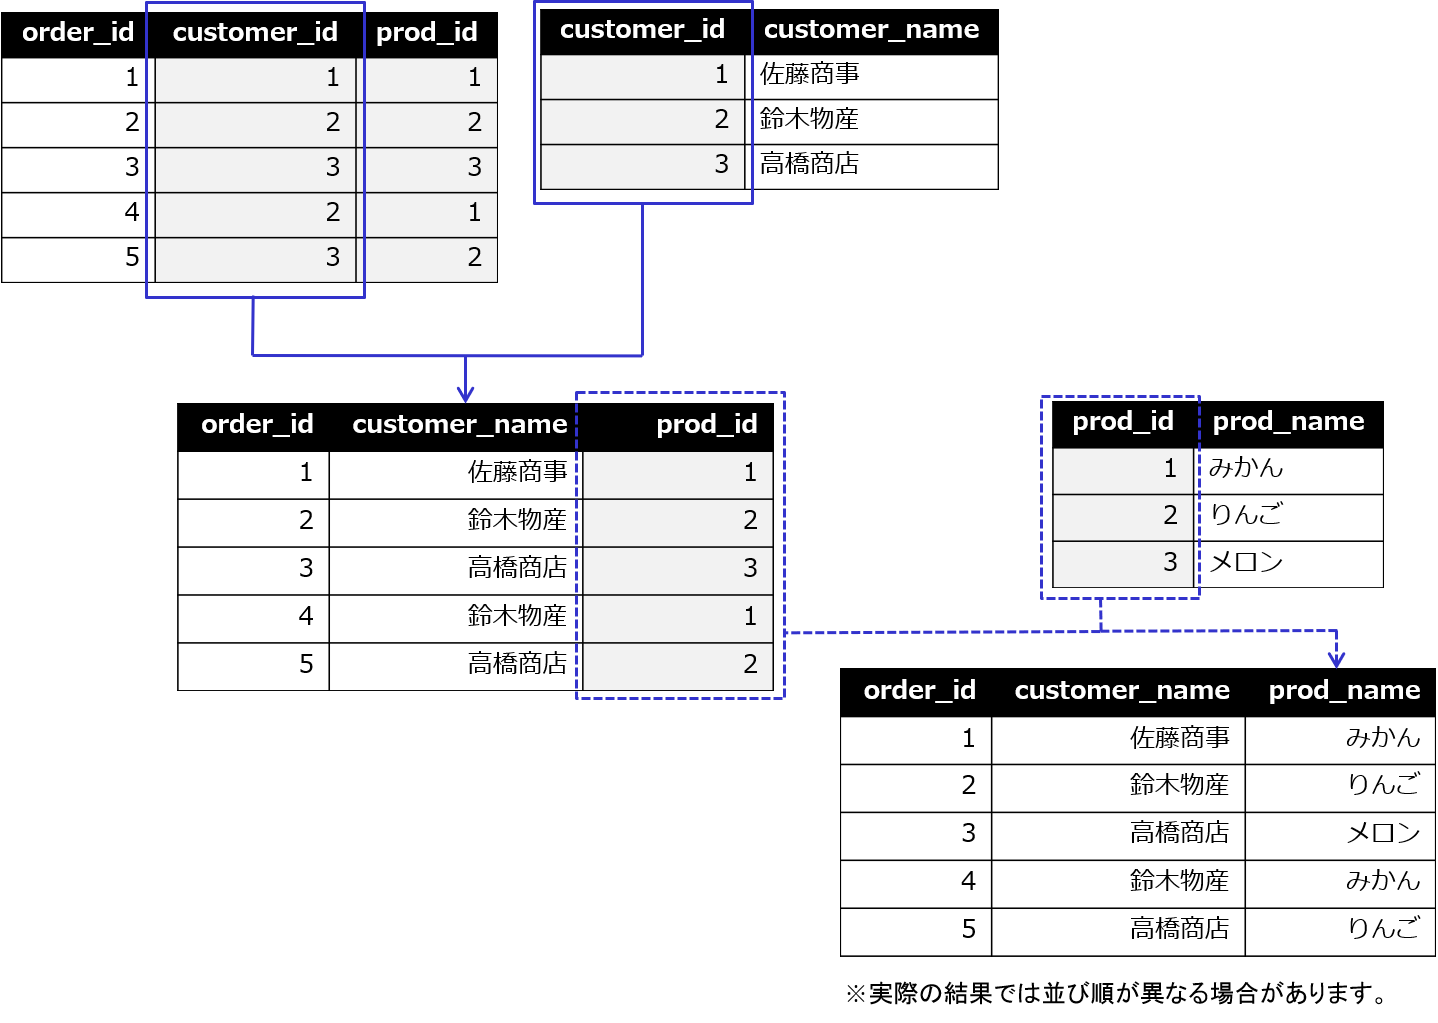 order_id customer_id prod_id
1 1 1
2 2 2
3 3 3
4 2 1
5 3 2
customer_id customer_name
1 佐藤商事
2 鈴木物産
3 高橋商店
order_id customer_name prod_id
1 佐藤商事 1
2 鈴木物産 2
3 高橋商店 3
4 鈴木物産 1
5 高橋商店 2
prod_id prod_name
1 みかん
2 りんご
3 メロン
order_id customer_name prod_name
1 佐藤商事 みかん
2 鈴木物産 りんご
3 高橋商店 メロン
4 鈴木物産 みかん
5 高橋商店 りんご
※実際の結果では並び順が異なる場合があります。